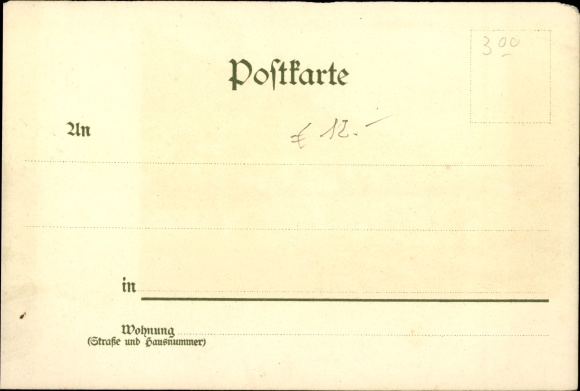 3 00
Postkarte
An
€ 12.-
in
Wohnung
(Straße und Hausnummer)